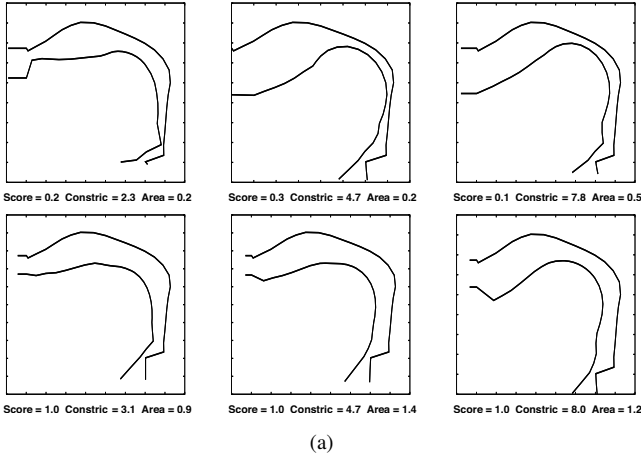 Score = 0.2 Constric = 2.3 Area = 0.2
Score = 0.3 Constric = 4.7 Area = 0.2
Score = 0.1 Constric = 7.8 Area = 0.5
Score = 1.0 Constric = 3.1 Area = 0.9
Score = 1.0 Constric = 4.7 Area = 1.4
Score = 1.0 Constric = 8.0 Area = 1.2
(a)